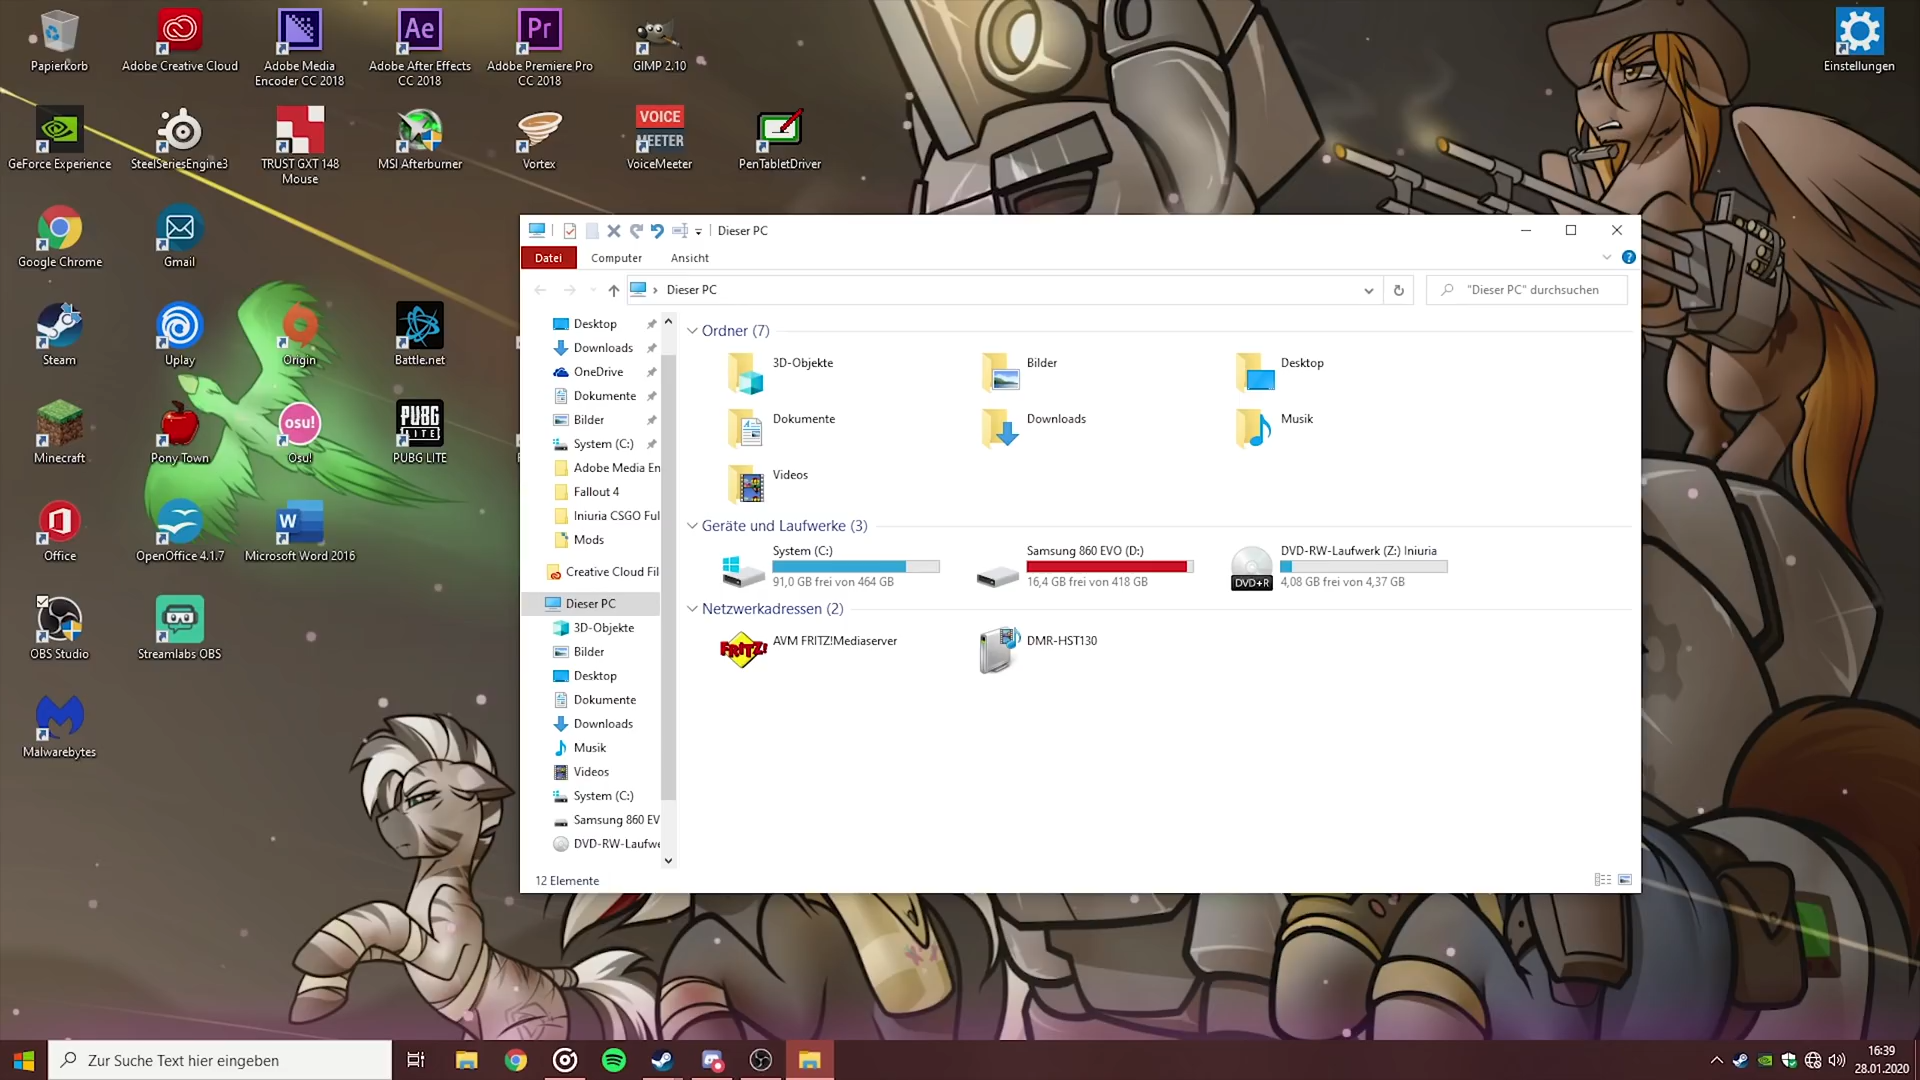 Papierkorb
Adobe Creative Cloud
Adobe Media
Encoder CC 2018
Ae
Adobe After Effects
CC 2018
Pr
Adobe Premiere Pro
CC 2018
GIMP 2.10
Einstellungen
GeForce Experience
SteelSeriesEngine3
TRUST GXT 148
Mouse
MSI Afterburner
Vortex
VOICE
MEETER
VoiceMeeter
PenTabletDriver
Google Chrome
Gmail
Steam
Uplay
Origin
Battle.net
Minecraft
Pony Town
osu!
Osu!
PUBG
LITE
PUBG LITE
Office
OpenOffice 4.1.7
W
Microsoft Word 2016
OBS Studio
Streamlabs OBS
Malwarebytes
Dieser PC
Datei
Computer
Ansicht
Dieser PC
"Dieser PC" durchsuchen
Desktop
Downloads
OneDrive
Dokumente
Bilder
System (C:)
Adobe Media En
Fallout 4
Iniuria CSGO Ful
Mods
Creative Cloud Fil
Dieser PC
3D-Objekte
Bilder
Desktop
Dokumente
Downloads
Musik
Videos
System (C:)
Samsung 860 EV
DVD-RW-Laufwe
Ordner (7)
3D-Objekte
Bilder
Desktop
Dokumente
Downloads
Musik
Videos
Geräte und Laufwerke (3)
System (C:)
91,0 GB frei von 464 GB
Samsung 860 EVO (D:)
16,4 GB frei von 418 GB
DVD+R
DVD-RW-Laufwerk (Z:) Iniuria
4,08 GB frei von 4,37 GB
Netzwerkadressen (2)
FRITZ!
AVM FRITZ!Mediaserver
DMR-HST130
12 Elemente
Zur Suche Text hier eingeben
16:39
28.01.2020